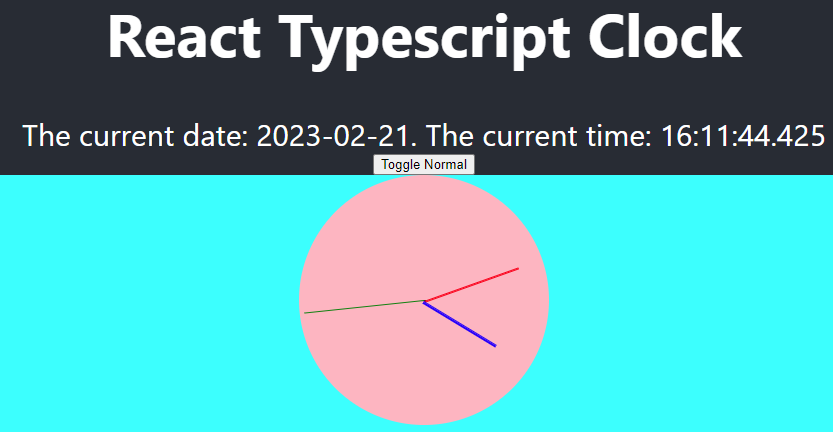 React Typescript Clock
The current date: 2023-02-21. The current time: 16:11:44.425
Toggle Normal